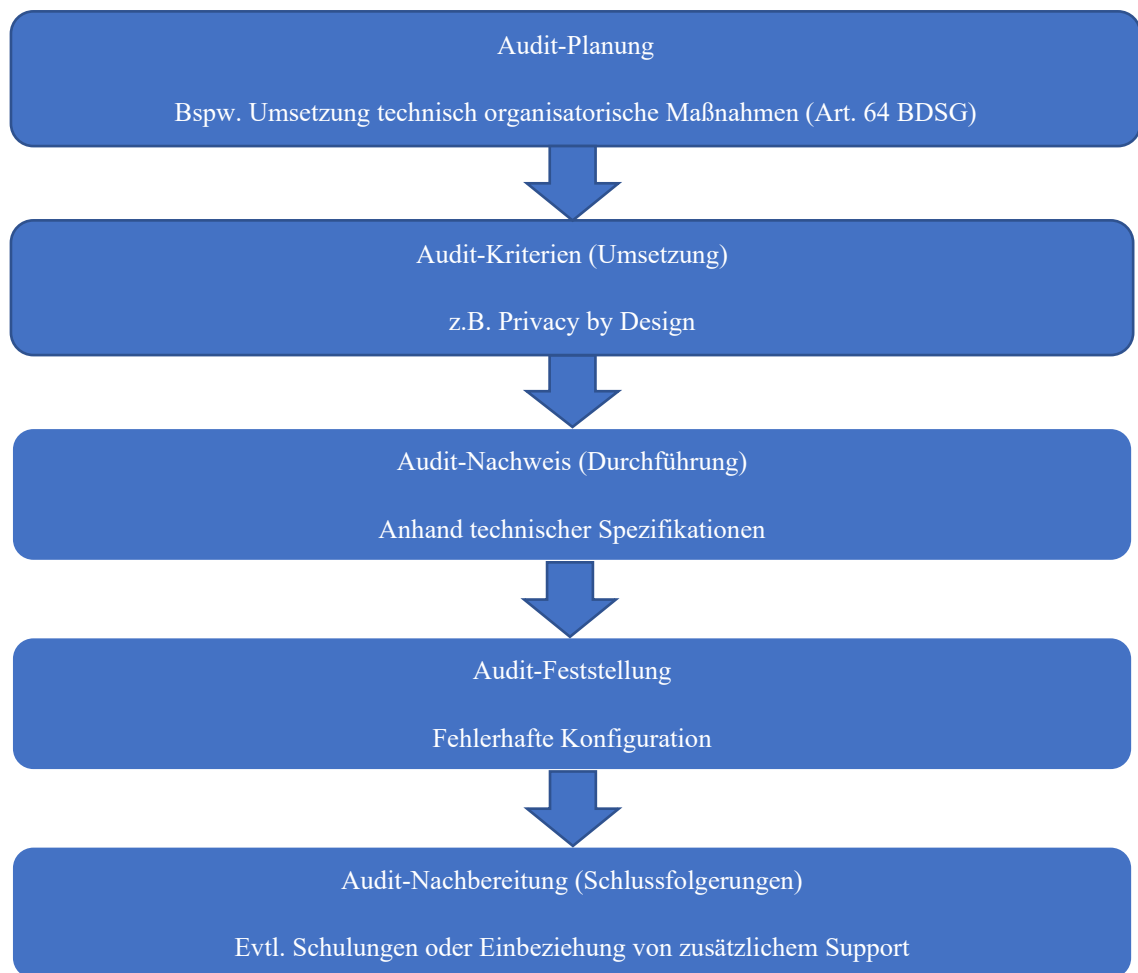 Audit-Planung
Bspw. Umsetzung technisch organisatorische Maßnahmen (Art. 64 BDSG)
Audit-Kriterien (Umsetzung)
z.B. Privacy by Design
Audit-Nachweis (Durchführung)
Anhand technischer Spezifikationen
Audit-Feststellung
Fehlerhafte Konfiguration
Audit-Nachbereitung (Schlussfolgerungen)
Evtl. Schulungen oder Einbeziehung von zusätzlichem Support